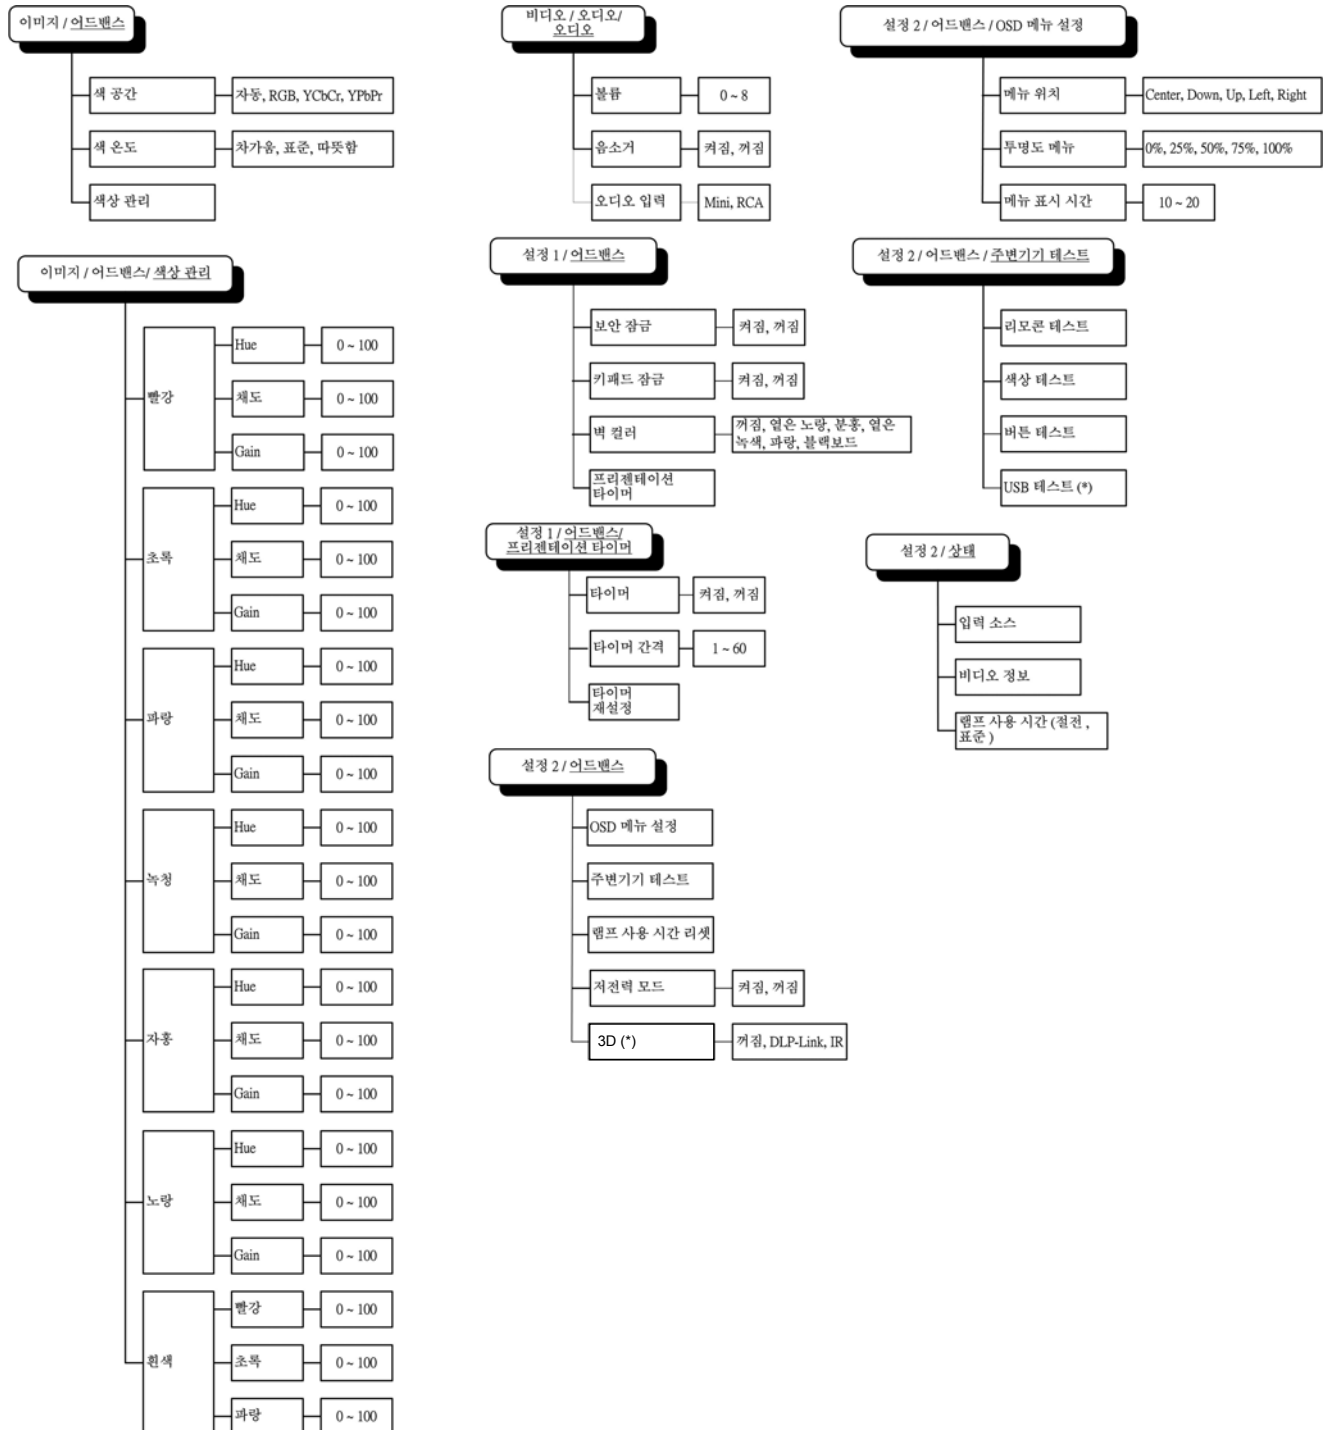 이미지 / 어드밴스
색 공간
자동, RGB, YCbCr, YPbPr
색 온도
차가움, 표준, 따뜻함
색상 관리
이미지 / 어드밴스/ 색상 관리
빨강
Hue
0 ~ 100
채도
0 ~ 100
Gain
0 ~ 100
초록
Hue
0 ~ 100
채도
0 ~ 100
Gain
0 ~ 100
파랑
Hue
0 ~ 100
채도
0 ~ 100
Gain
0 ~ 100
녹청
Hue
0 ~ 100
채도
0 ~ 100
Gain
0 ~ 100
자홍
Hue
0 ~ 100
채도
0 ~ 100
Gain
0 ~ 100
노랑
Hue
0 ~ 100
채도
0 ~ 100
Gain
0 ~ 100
흰색
빨강
0 ~ 100
초록
0 ~ 100
파랑
0 ~ 100
비디오 / 오디오/
오디오
볼륨
0 ~ 8
음소거
켜짐, 꺼짐
오디오 입력
Mini, RCA
설정 1 / 어드밴스
보안 잠금
켜짐, 꺼짐
키패드 잠금
켜짐, 꺼짐
벽 컬러
꺼짐, 옅은 노랑, 분홍, 옅은
녹색, 파랑, 블랙보드
프리젠테이션
타이머
설정 1 / 어드밴스/
프리젠테이션 타이머
타이머
켜짐, 꺼짐
타이머 간격
1 ~ 60
타이머
재설정
설정 2 / 어드밴스
OSD 메뉴 설정
주변기기 테스트
램프 사용 시간 리셋
저전력 모드
켜짐, 꺼짐
3D (*)
꺼짐, DLP-Link, IR
설정 2 / 어드밴스 / OSD 메뉴 설정
메뉴 위치
Center, Down, Up, Left, Right
투명도 메뉴
0%, 25%, 50%, 75%, 100%
메뉴 표시 시간
10 ~ 20
설정 2 / 어드밴스 / 주변기기 테스트
리모콘 테스트
색상 테스트
버튼 테스트
USB 테스트 (*)
설정 2 / 상태
입력 소스
비디오 정보
램프 사용 시간 (절전 ,
표준 )